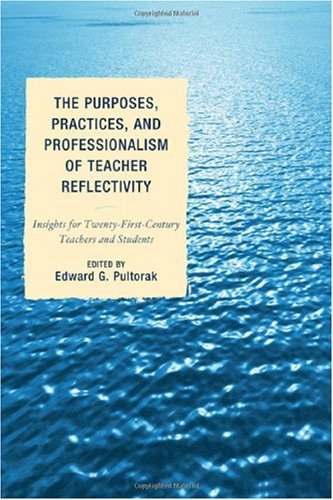 THE PURPOSES,
PRACTICES, AND
PROFESSIONALISM
OF TEACHER
REFLECTIVITY
Insights for Twenty-First-Century
Teachers and Students
EDITED BY
Edward G. Pultorak